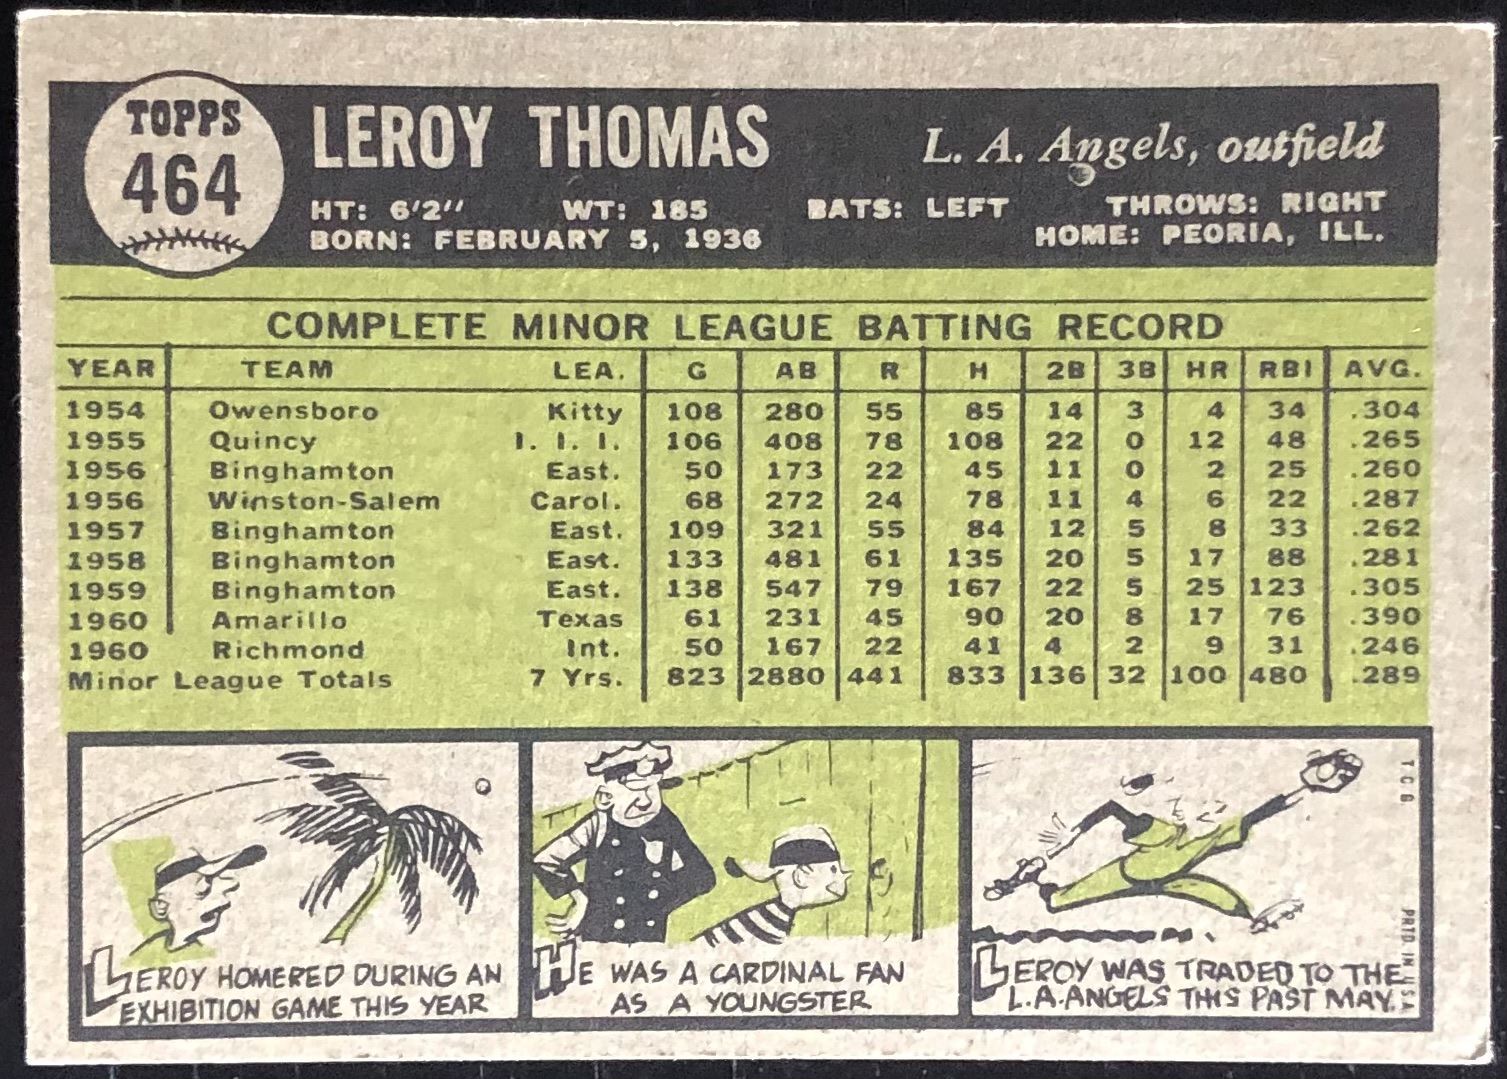 TOPPS
464
LEROY THOMAS
L. A. Angels, outfield
HT: 6'2" WT: 185 BATS: LEFT THROWS: RIGHT
BORN: FEBRUARY 5, 1936 HOME: PEORIA, ILL.
COMPLETE MINOR LEAGUE BATTING RECORD
YEAR TEAM LEA. G AB R H 2B 3B HR RBI AVG.
1954 Owensboro Kitty 108 280 55 85 14 3 4 34 .304
1955 Quincy I. I. I. 106 408 78 108 22 0 12 48 .265
1956 Binghamton East. 50 173 22 45 11 0 2 25 .260
1956 Winston-Salem Carol. 68 272 24 78 11 4 6 22 .287
1957 Binghamton East. 109 321 55 84 12 5 8 33 .262
1958 Binghamton East. 133 481 61 135 20 5 17 88 .281
1959 Binghamton East. 138 547 79 167 22 5 25 123 .305
1960 Amarillo Texas 61 231 45 90 20 8 17 76 .390
1960 Richmond Int. 50 167 22 41 4 2 9 31 .246
Minor League Totals 7 Yrs. 823 2880 441 833 136 32 100 480 .289
LEROY HOMERED DURING AN
EXHIBITION GAME THIS YEAR
HE WAS A CARDINAL FAN
AS A YOUNGSTER
LEROY WAS TRADED TO THE
L.A. ANGELS THIS PAST MAY.
T C G PRTD IN U.S.A.